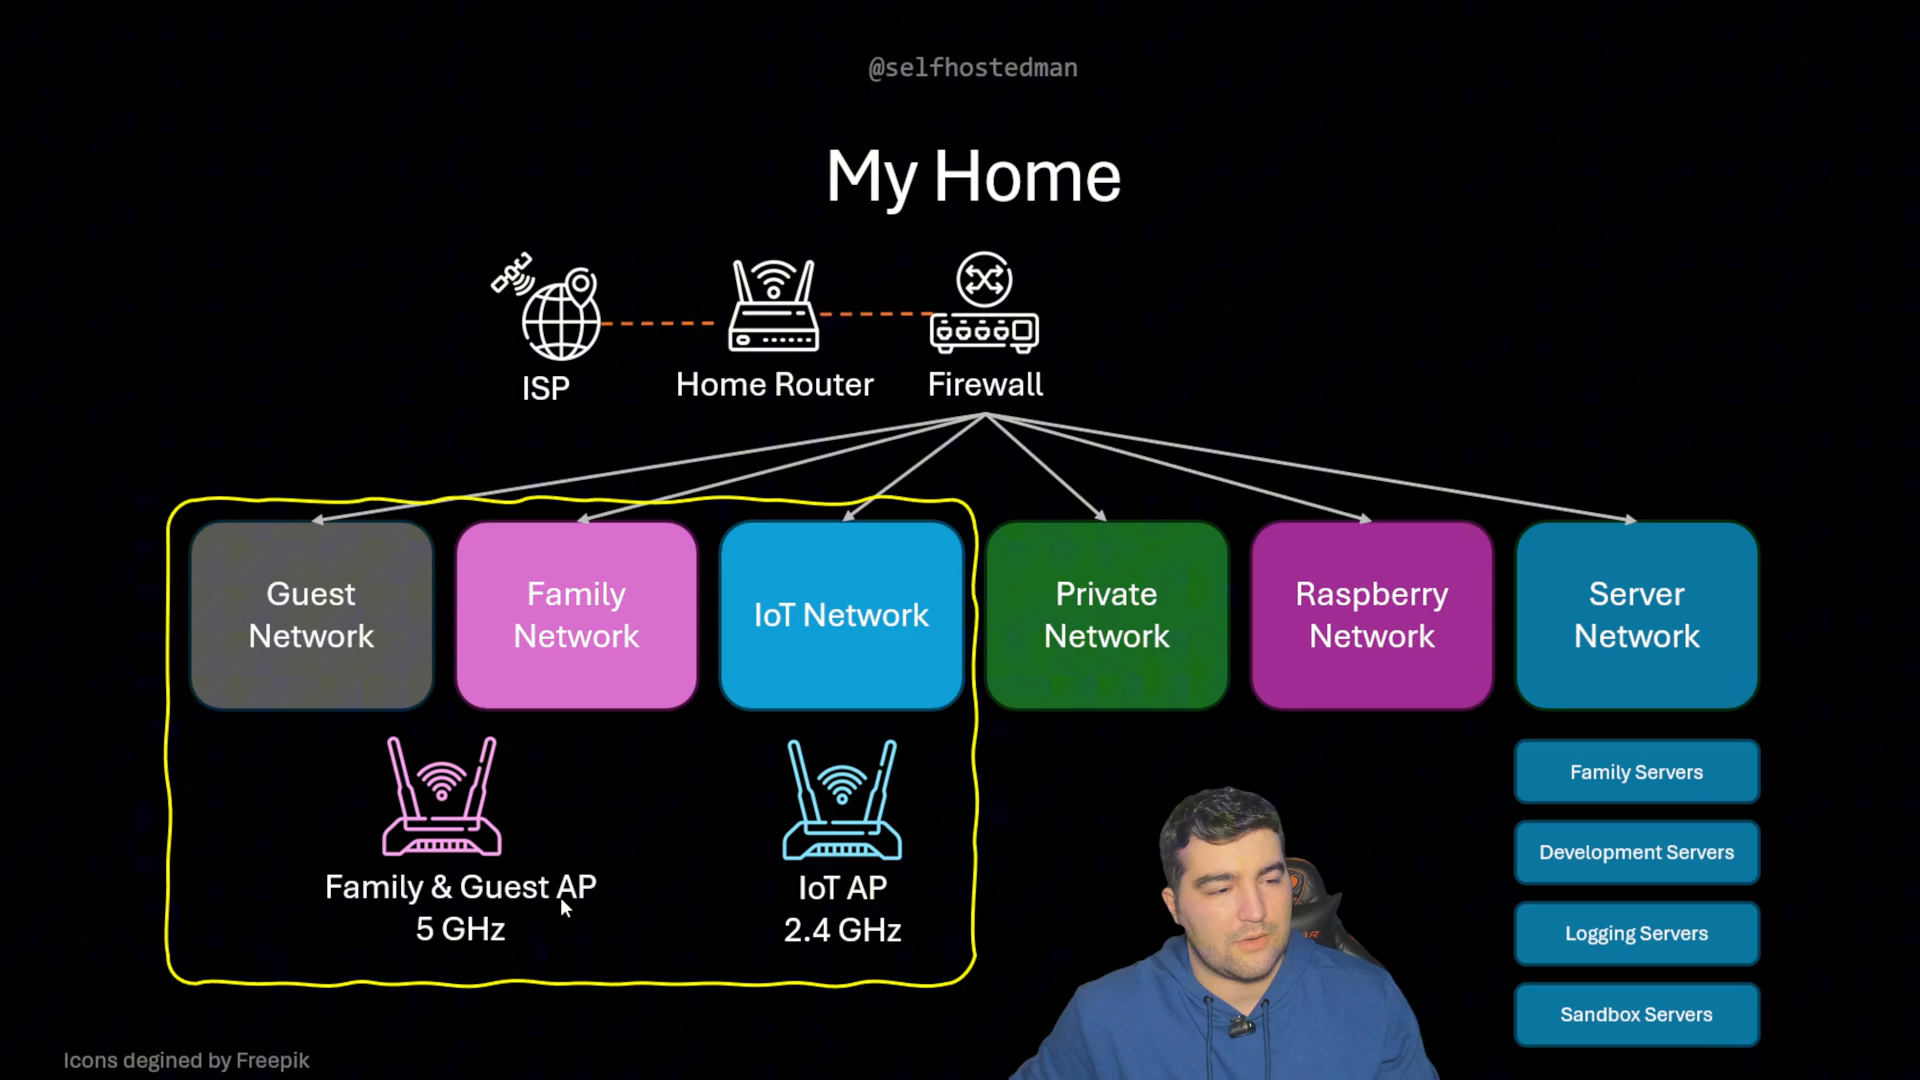 @selfhostedman
My Home
ISP
Home Router
Firewall
Guest
Network
Family
Network
IoT Network
Private
Network
Raspberry
Network
Server
Network
Family & Guest AP
5 GHz
IoT AP
2.4 GHz
Family Servers
Development Servers
Logging Servers
Sandbox Servers
Icons degined by Freepik